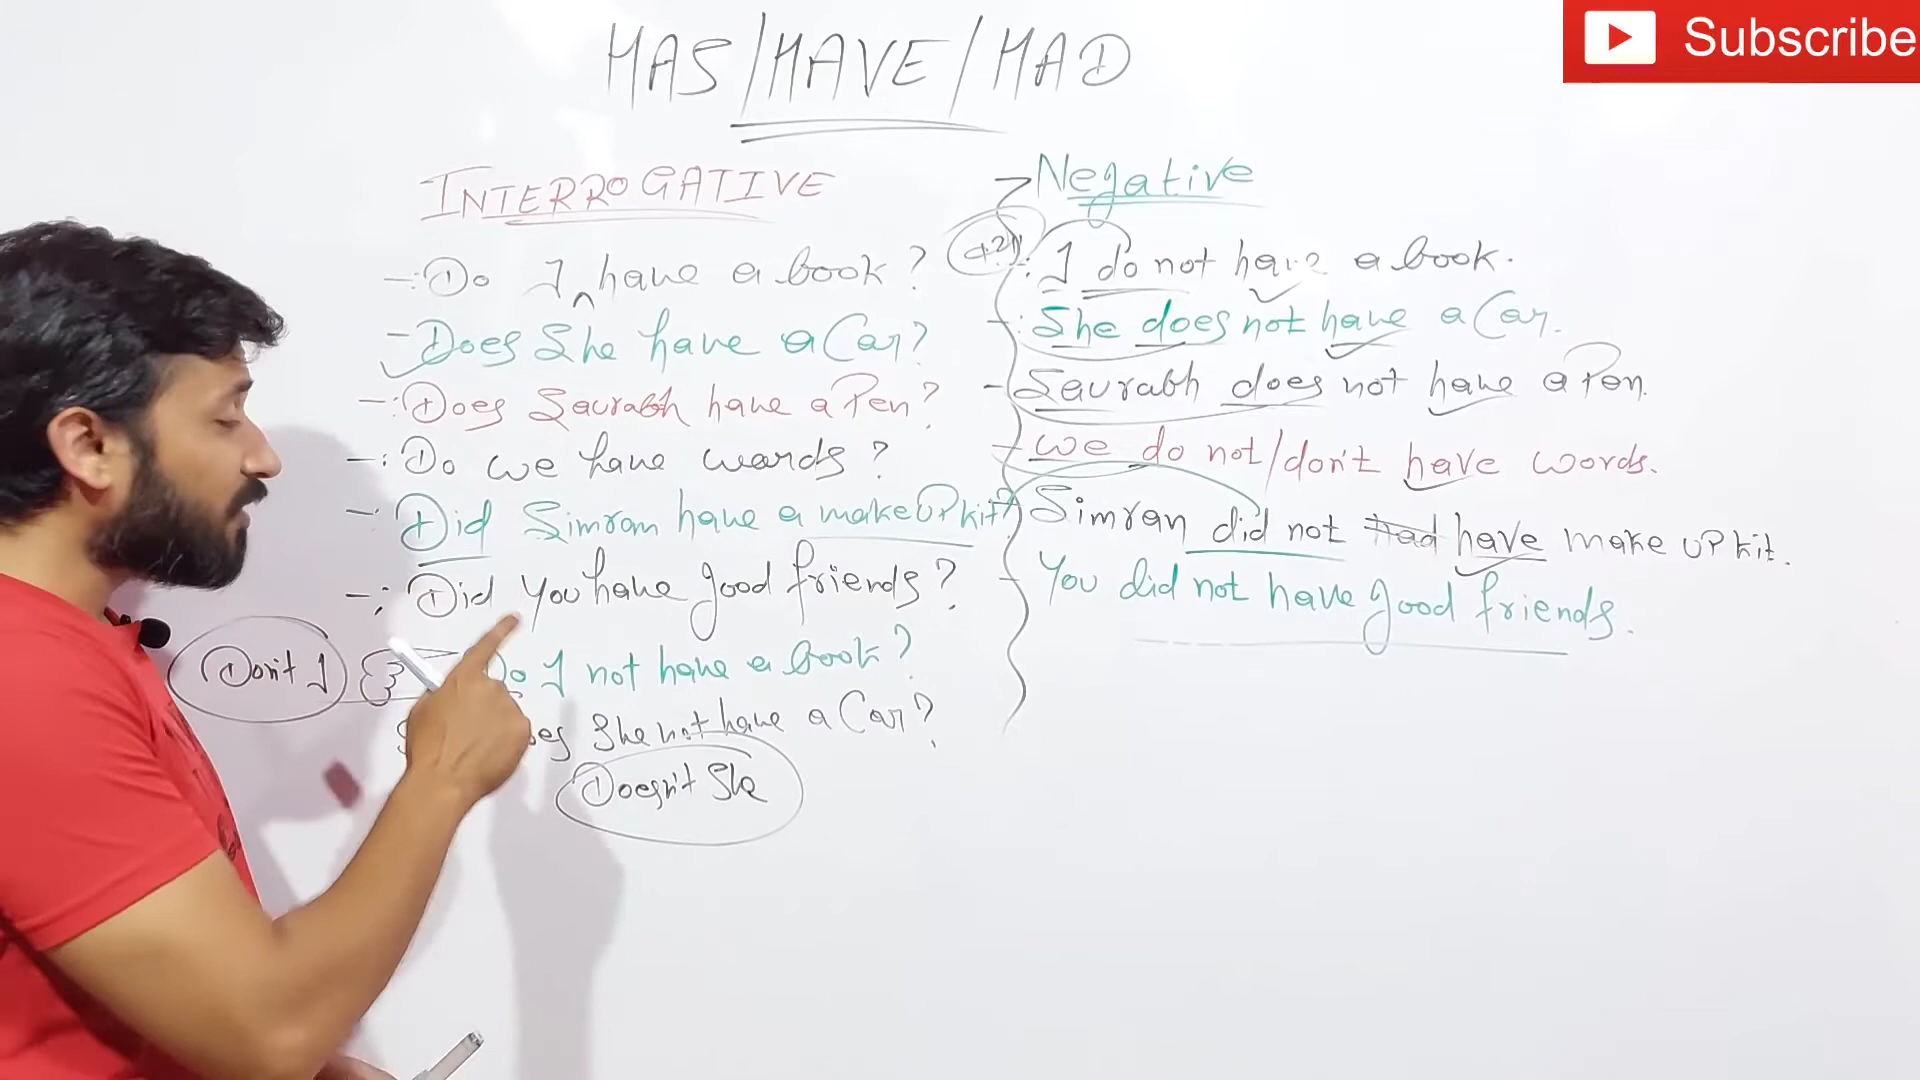 HAS/HAVE/HAD
Subscribe
INTERROGATIVE
-: Do I have a book?
- Does She have a Car?
-: Does Saurabh have a Pen?
-: Do we have words?
-: Did Simran have a make UP kit?
-: Did You have good friends?
Don't I
Do I not have a book?
She not have a Car?
Doesn't She
Negative
-: I do not have a book.
-: She does not have a Car.
- Saurabh does not have a Pen.
- We do not/don't have words.
Simran did not had have make UP kit.
- You did not have good friends.